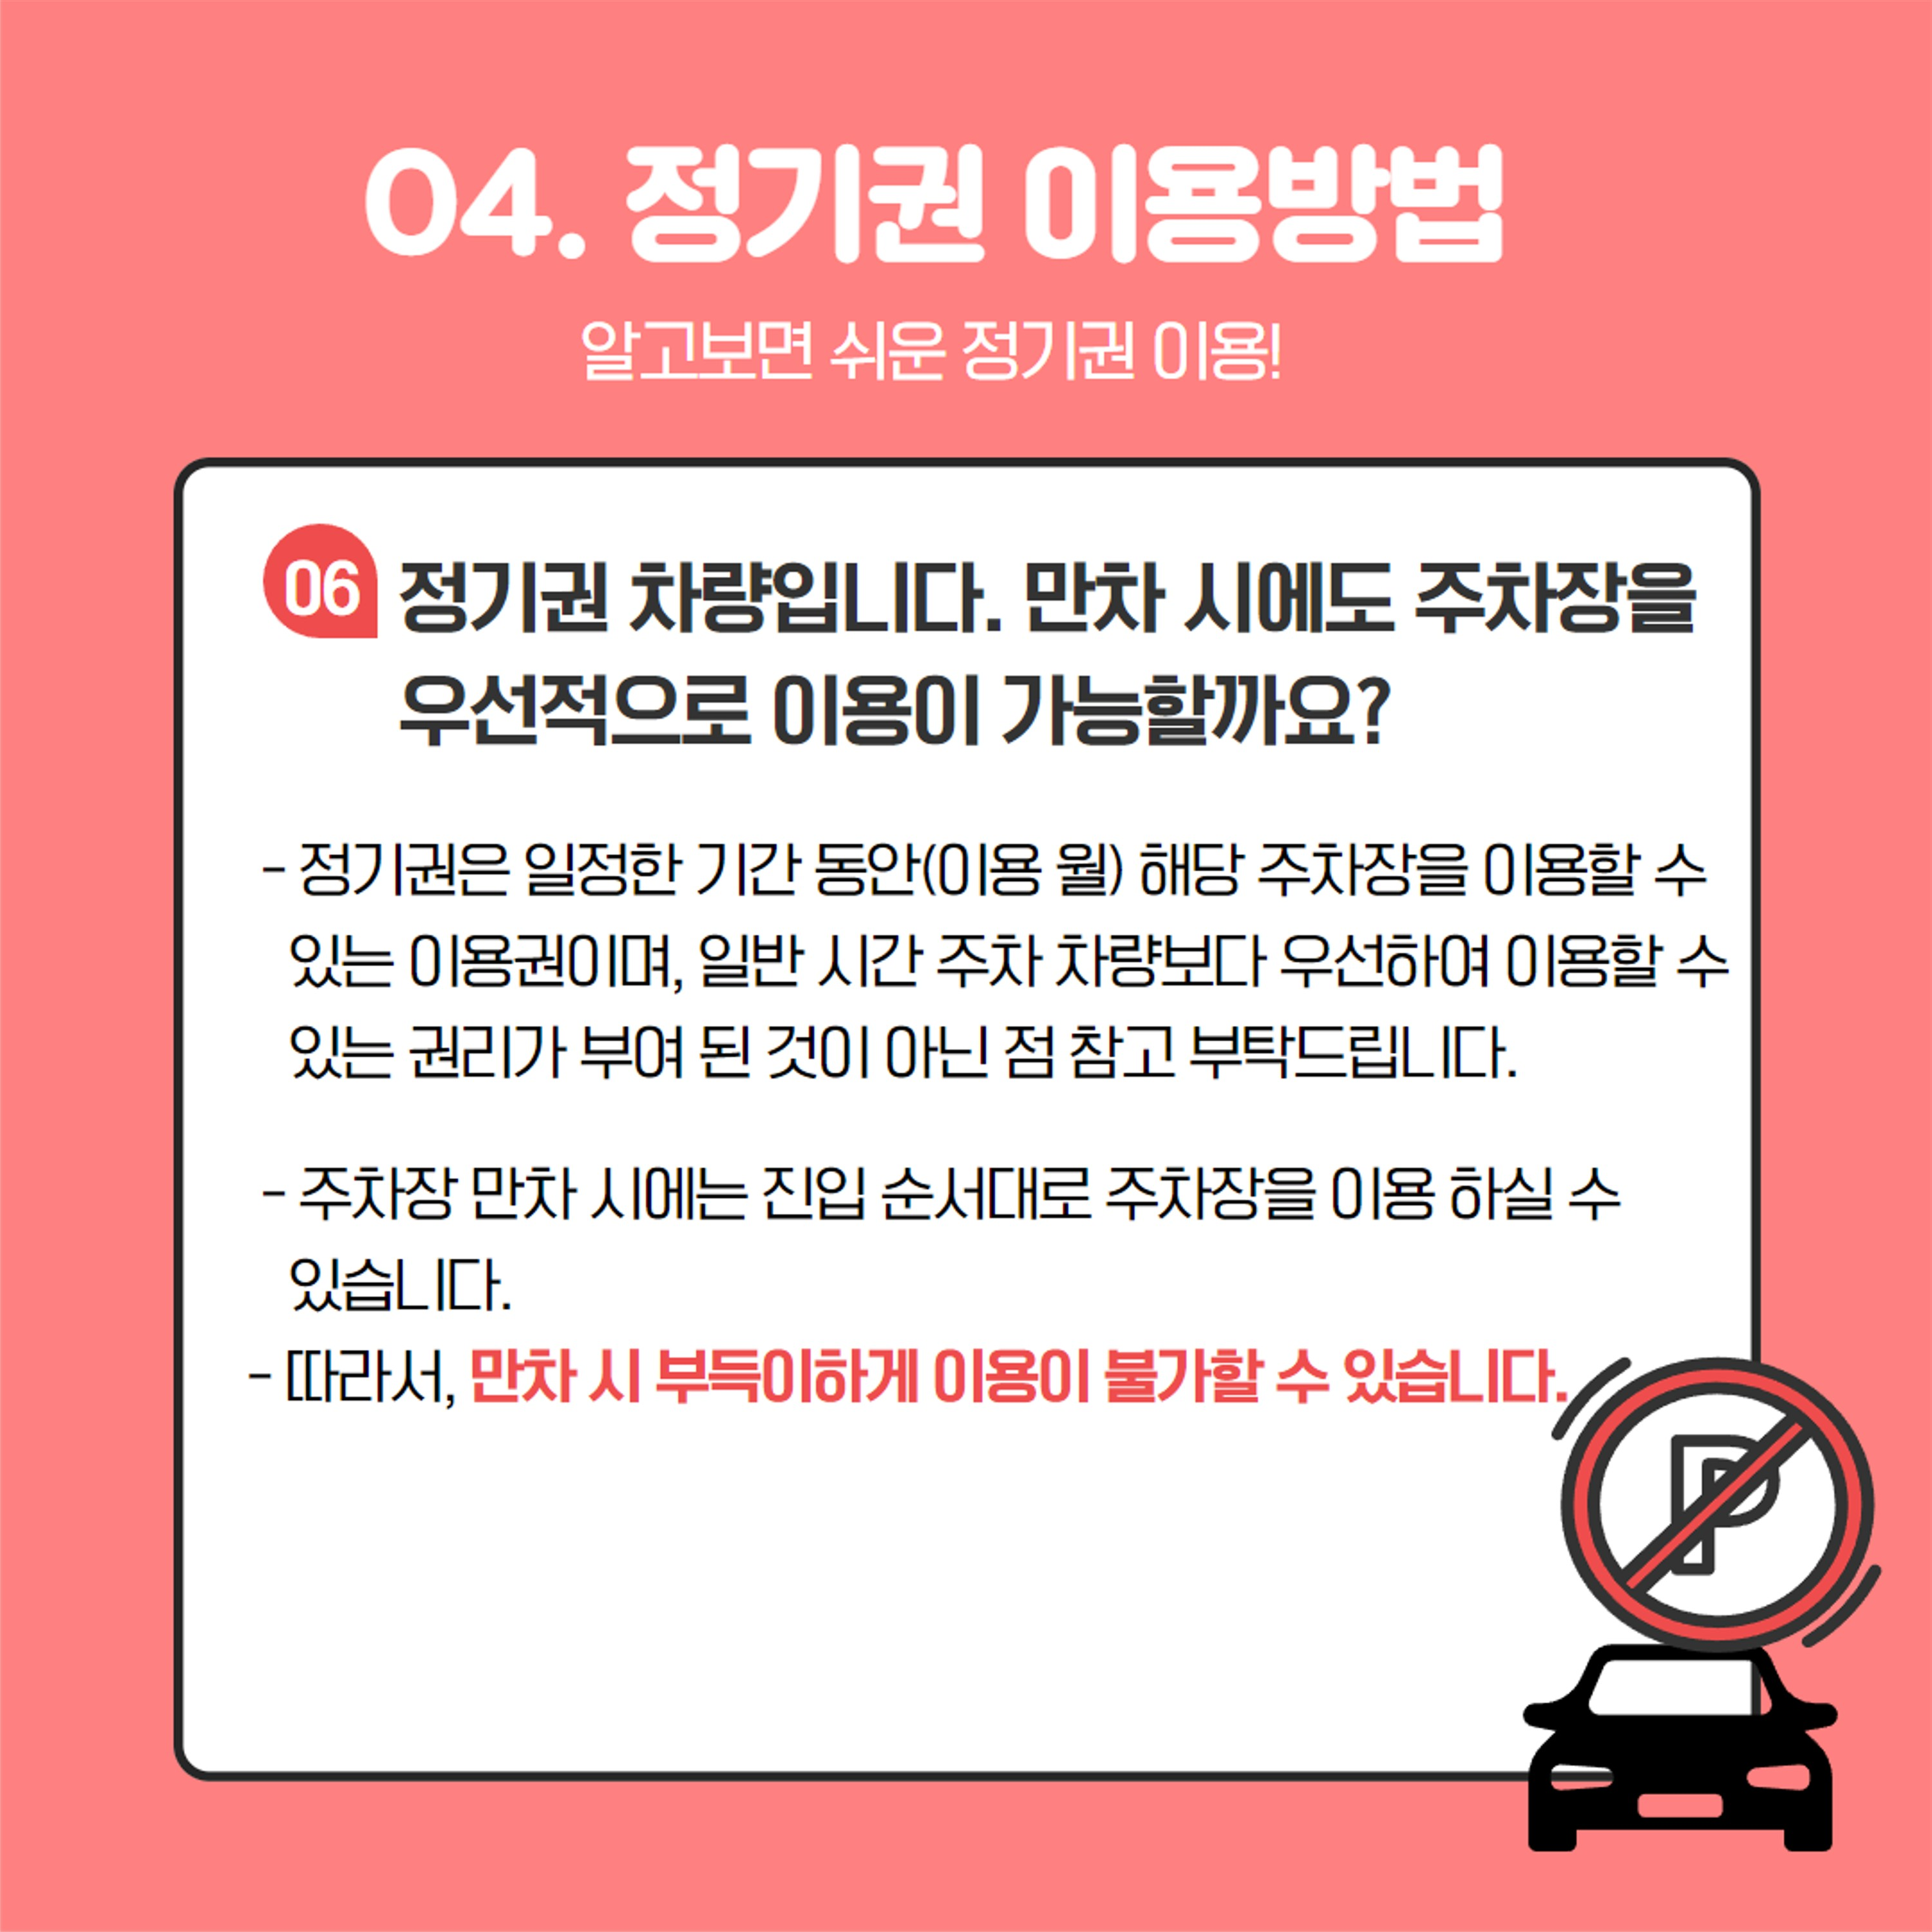 04. 정기권 이용방법
알고보면 쉬운 정기권 이용!
06 정기권 차량입니다. 만차 시에도 주차장을
우선적으로 이용이 가능할까요?
- 정기권은 일정한 기간 동안(이용 월) 해당 주차장을 이용할 수
있는 이용권이며, 일반 시간 주차 차량보다 우선하여 이용할 수
있는 권리가 부여 된 것이 아닌 점 참고 부탁드립니다.
- 주차장 만차 시에는 진입 순서대로 주차장을 이용 하실 수
있습니다.
- 따라서, 만차 시 부득이하게 이용이 불가할 수 있습니다.
P